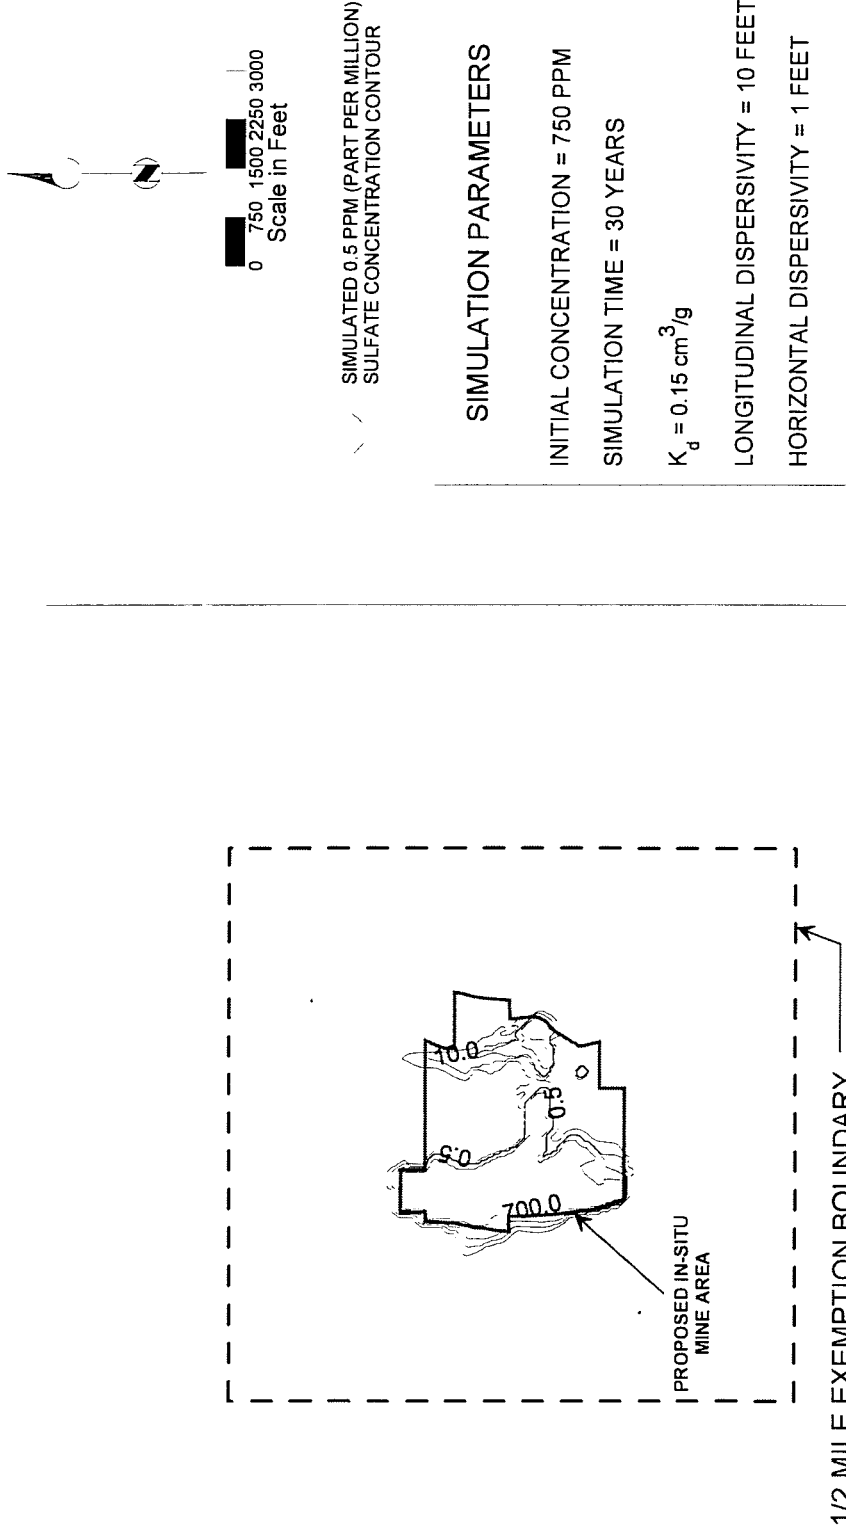 N
0 750 1500 2250 3000
Scale in Feet
SIMULATED 0.5 PPM (PART PER MILLION)
SULFATE CONCENTRATION CONTOUR
SIMULATION PARAMETERS
INITIAL CONCENTRATION = 750 PPM
SIMULATION TIME = 30 YEARS
Kd = 0.15 cm³/g
LONGITUDINAL DISPERSIVITY = 10 FEET
HORIZONTAL DISPERSIVITY = 1 FEET
10.0
0.5
0.5
700.0
PROPOSED IN-SITU
MINE AREA
1/2 MILE EXEMPTION BOUNDARY